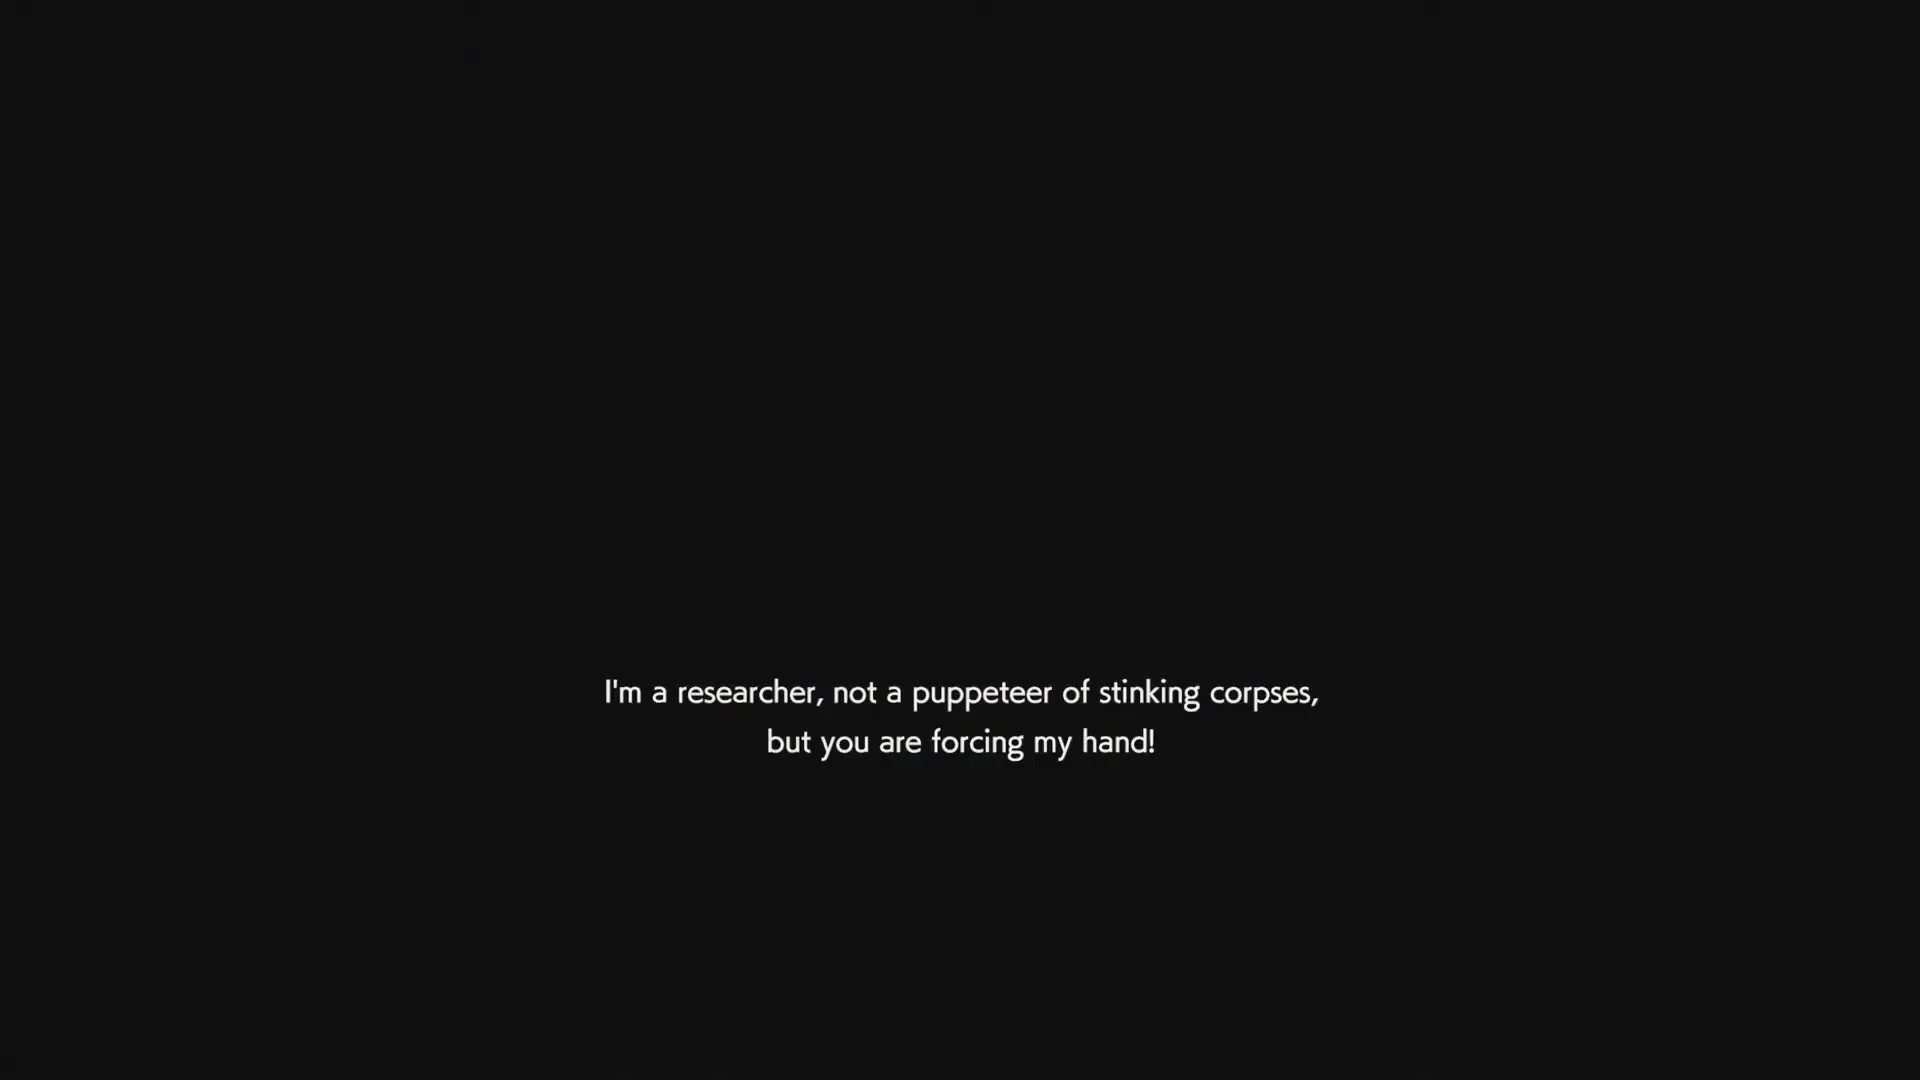 I'm a researcher, not a puppeteer of stinking corpses,
but you are forcing my hand!